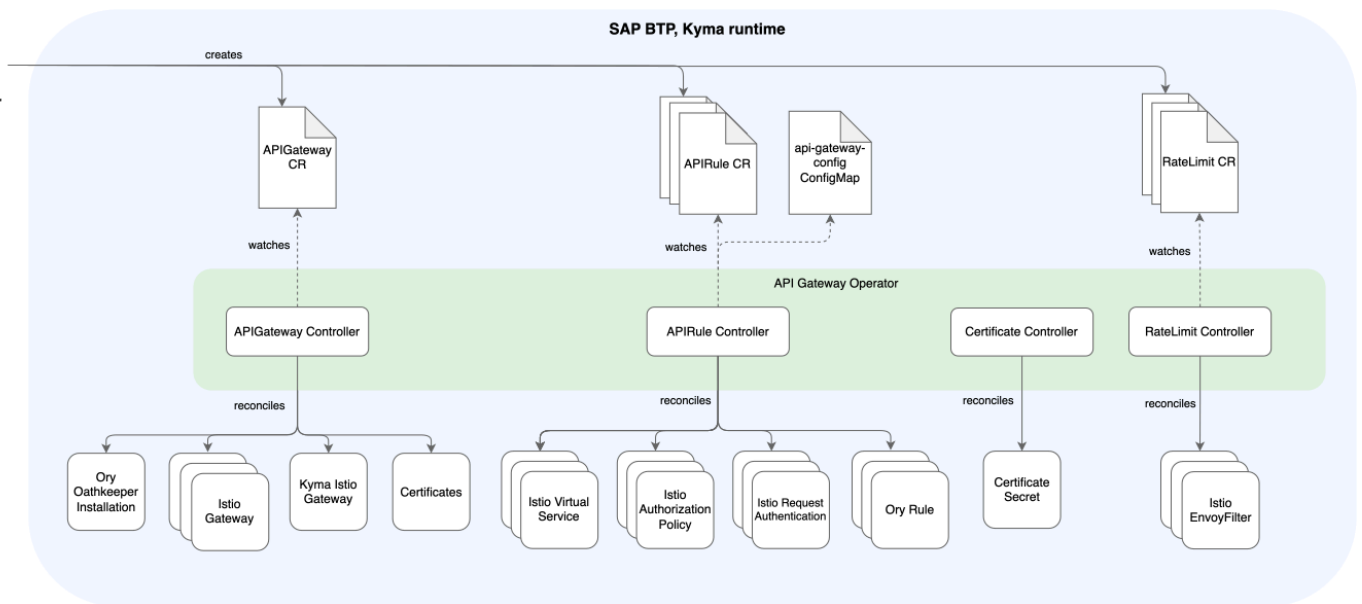 SAP BTP, Kyma runtime
creates
APIGateway
CR
APIRule CR
api-gateway-
config
ConfigMap
RateLimit CR
watches
watches
watches
API Gateway Operator
APIGateway Controller
APIRule Controller
Certificate Controller
RateLimit Controller
reconciles
reconciles
reconciles
reconciles
Ory
Oathkeeper
Installation
Istio
Gateway
Kyma Istio
Gateway
Certificates
Istio Virtual
Service
Istio
Authorization
Policy
Istio Request
Authentication
Ory Rule
Certificate
Secret
Istio
EnvoyFilter